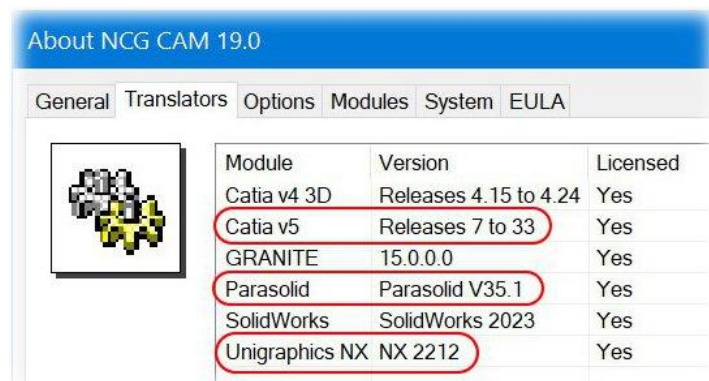 About NCG CAM 19.0
General Translators Options Modules System EULA
Module Version Licensed
Catia v4 3D Releases 4.15 to 4.24 Yes
Catia v5 Releases 7 to 33 Yes
GRANITE 15.0.0.0 Yes
Parasolid Parasolid V35.1 Yes
SolidWorks SolidWorks 2023 Yes
Unigraphics NX NX 2212 Yes